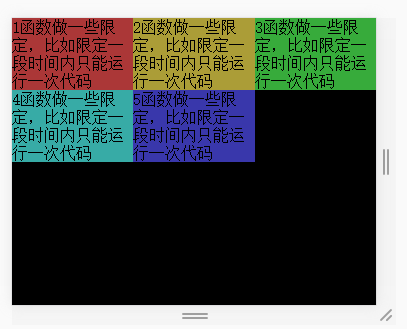 1函数做一些限
定，比如限定一
段时间内只能运
行一次代码
2函数做一些限
定，比如限定一
段时间内只能运
行一次代码
3函数做一些限
定，比如限定一
段时间内只能运
行一次代码
4函数做一些限
定，比如限定一
段时间内只能运
行一次代码
5函数做一些限
定，比如限定一
段时间内只能运
行一次代码